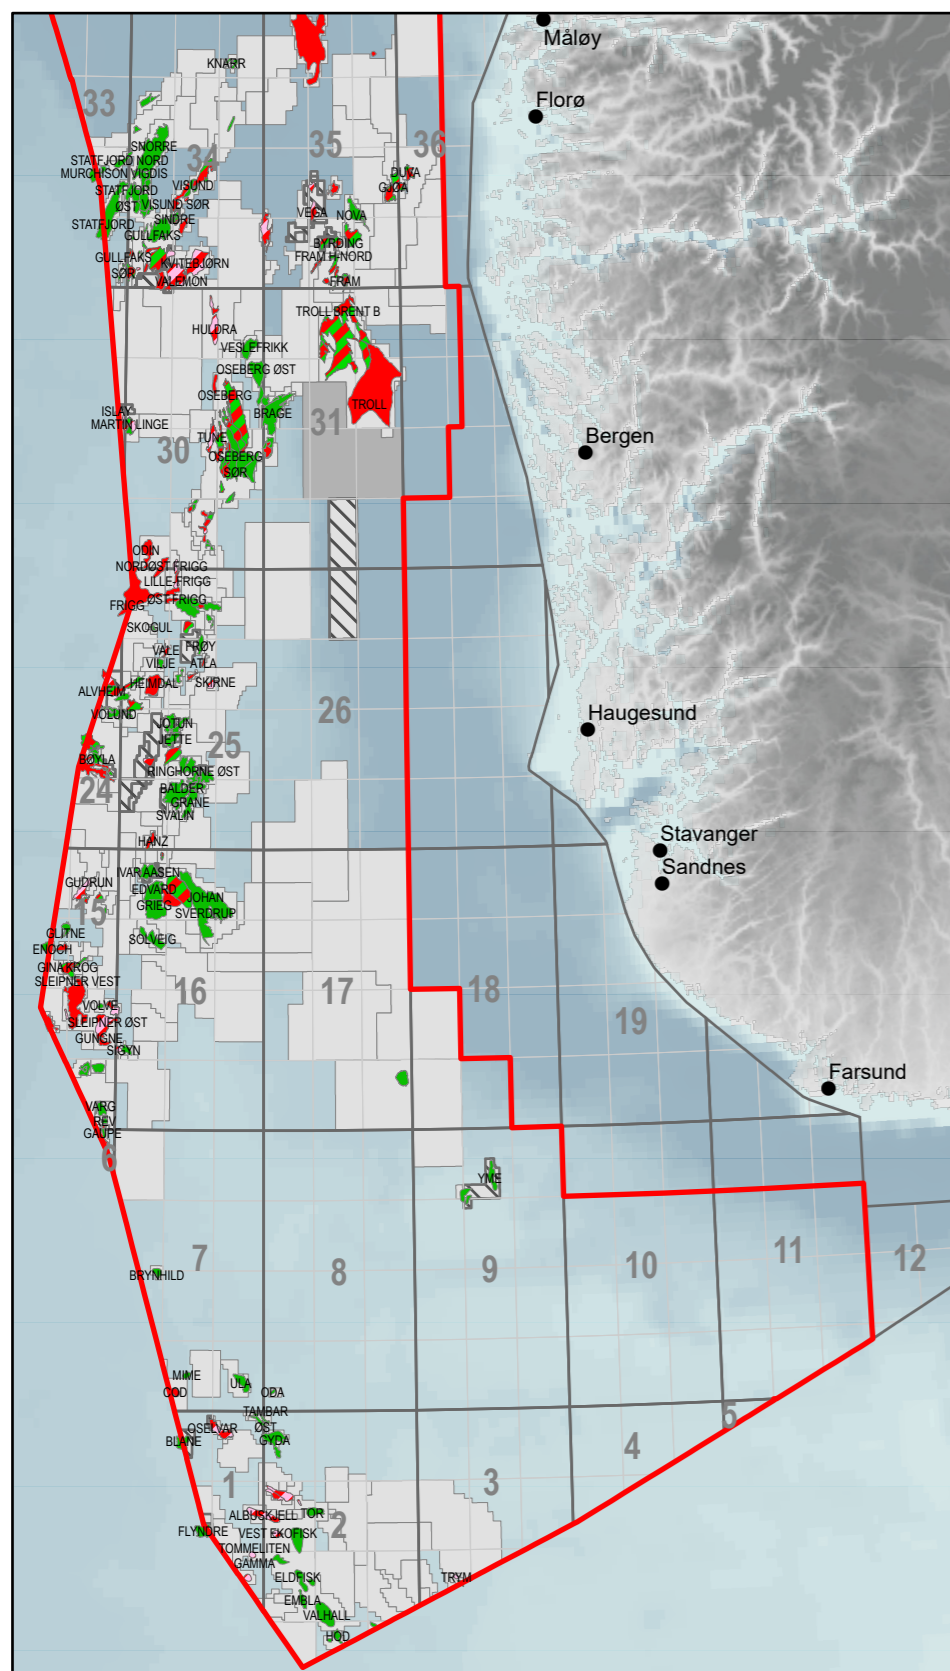 Måløy
KNARR
33
Florø
SNORRE
34
35
36
STATFJORD NORD
MURCHISON VIGDIS
DUVA
VISUND
GJØA
STATFJORD
ØST
VISUND SØR
VEGA
NOVA
SINDRE
STATFJORD
GULLFAKS
BYRDING
GULLFAKS
SØR
KVITEBJØRN
FRAM H-NORD
VALEMON
FRAM
TROLL BRENT B
HULDRA
VESLEFRIKK
OSEBERG ØST
OSEBERG
TROLL
ISLAY
BRAGE
MARTIN LINGE
31
TUNE
30
Bergen
OSEBERG
SØR
ODIN
NORDØST FRIGG
LILLE-FRIGG
ØST FRIGG
FRIGG
SKOGUL
FRØY
VALE
VILJE
ATLA
HEIMDAL
SKIRNE
ALVHEIM
VOLUND
26
Haugesund
JOTUN
JETTE
25
BØYLA
RINGHORNE ØST
24
BALDER
GRANE
SVALIN
Stavanger
HANZ
Sandnes
IVAR AASEN
GUDRUN
EDVARD
GRIEG
JOHAN
SVERDRUP
15
GLITNE
SOLVEIG
ENOCH
GINA KROG
SLEIPNER VEST
16
17
18
VOLVE
19
SLEIPNER ØST
GUNGNE
SIGYN
Farsund
VARG
REV
GAUPE
6
YME
7
8
9
10
11
12
BRYNHILD
MIME
ULA
COD
ODA
TAMBAR
ØST
OSELVAR
5
BLANE
GYDA
4
1
3
ALBUSKJELL
TOR
FLYNDRE
VEST EKOFISK
2
TOMMELITEN
GAMMA
ELDFISK
TRYM
EMBLA
VALHALL
HOD